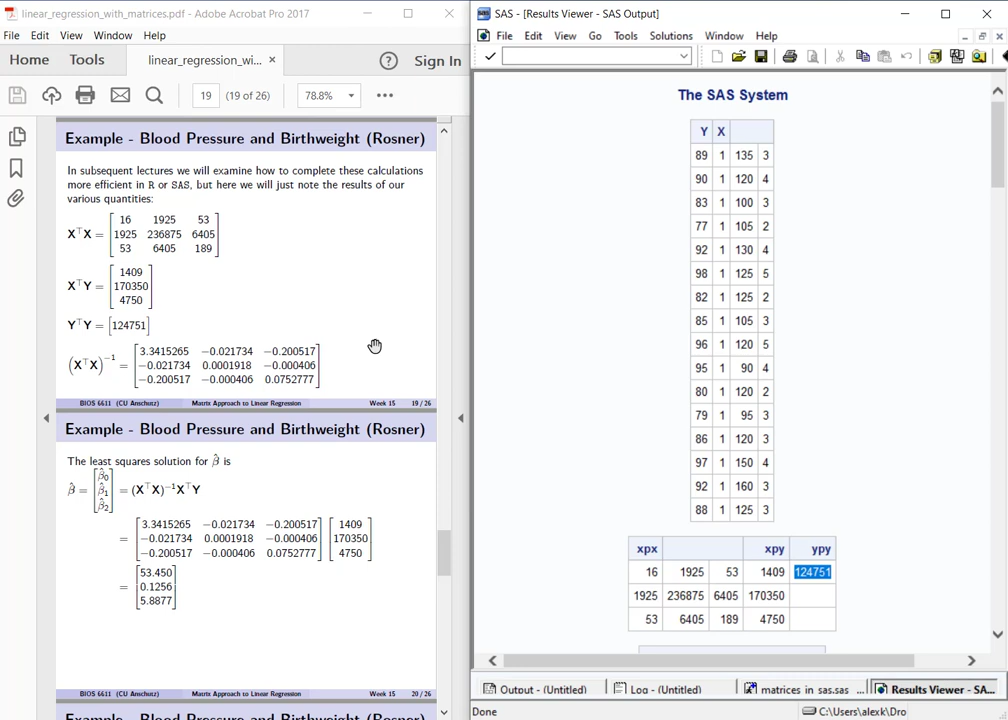 linear_regression_with_matrices.pdf - Adobe Acrobat Pro 2017
File Edit View Window Help
Home Tools linear_regression_wi... × Sign In
19 (19 of 26) 78.8%
Example - Blood Pressure and Birthweight (Rosner)
In subsequent lectures we will examine how to complete these calculations
more efficient in R or SAS, but here we will just note the results of our
various quantities:
X⊤X = [16 1925 53
1925 236875 6405
53 6405 189]
X⊤Y = [1409
170350
4750]
Y⊤Y = [124751]
(X⊤X)⁻¹ = [3.3415265 −0.021734 −0.200517
−0.021734 0.0001918 −0.000406
−0.200517 −0.000406 0.0752777]
BIOS 6611 (CU Anschutz) Matrix Approach to Linear Regression Week 15 19 / 26
Example - Blood Pressure and Birthweight (Rosner)
The least squares solution for β̂ is
β̂ = [β̂0
β̂1
β̂2] = (X⊤X)⁻¹X⊤Y
= [3.3415265 −0.021734 −0.200517
−0.021734 0.0001918 −0.000406
−0.200517 −0.000406 0.0752777] [1409
170350
4750]
= [53.450
0.1256
5.8877]
BIOS 6611 (CU Anschutz) Matrix Approach to Linear Regression Week 15 20 / 26
Example - Blood Pressure and Birthweight (Rosner)
SAS - [Results Viewer - SAS Output]
File Edit View Go Tools Solutions Window Help
The SAS System
Y X
89 1 135 3
90 1 120 4
83 1 100 3
77 1 105 2
92 1 130 4
98 1 125 5
82 1 125 2
85 1 105 3
96 1 120 5
95 1 90 4
80 1 120 2
79 1 95 3
86 1 120 3
97 1 150 4
92 1 160 3
88 1 125 3
xpx xpy ypy
16 1925 53 1409 124751
1925 236875 6405 170350
53 6405 189 4750
Output - (Untitled) Log - (Untitled) matrices in sas.sas ... Results Viewer - SA...
Done C:\Users\alexk\Dro